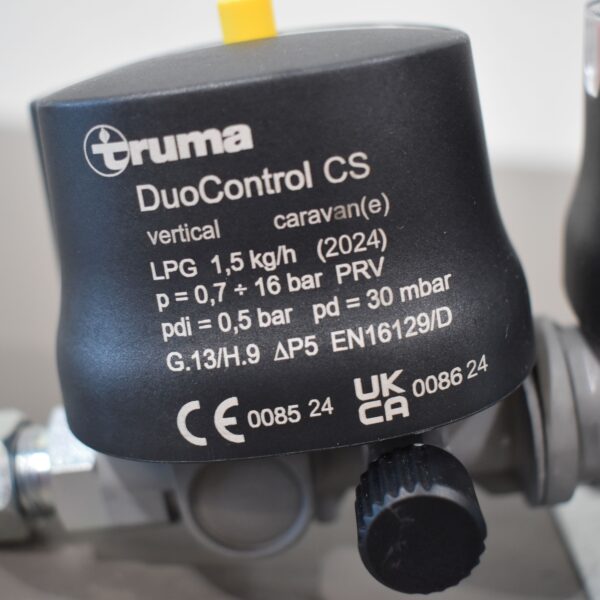 truma
DuoControl CS
vertical caravan(e)
LPG 1,5 kg/h (2024)
p = 0,7 ÷ 16 bar PRV
pdi = 0,5 bar pd = 30 mbar
G.13/H.9 ΔP5 EN16129/D
CE 0085 24 UK CA 0086 24